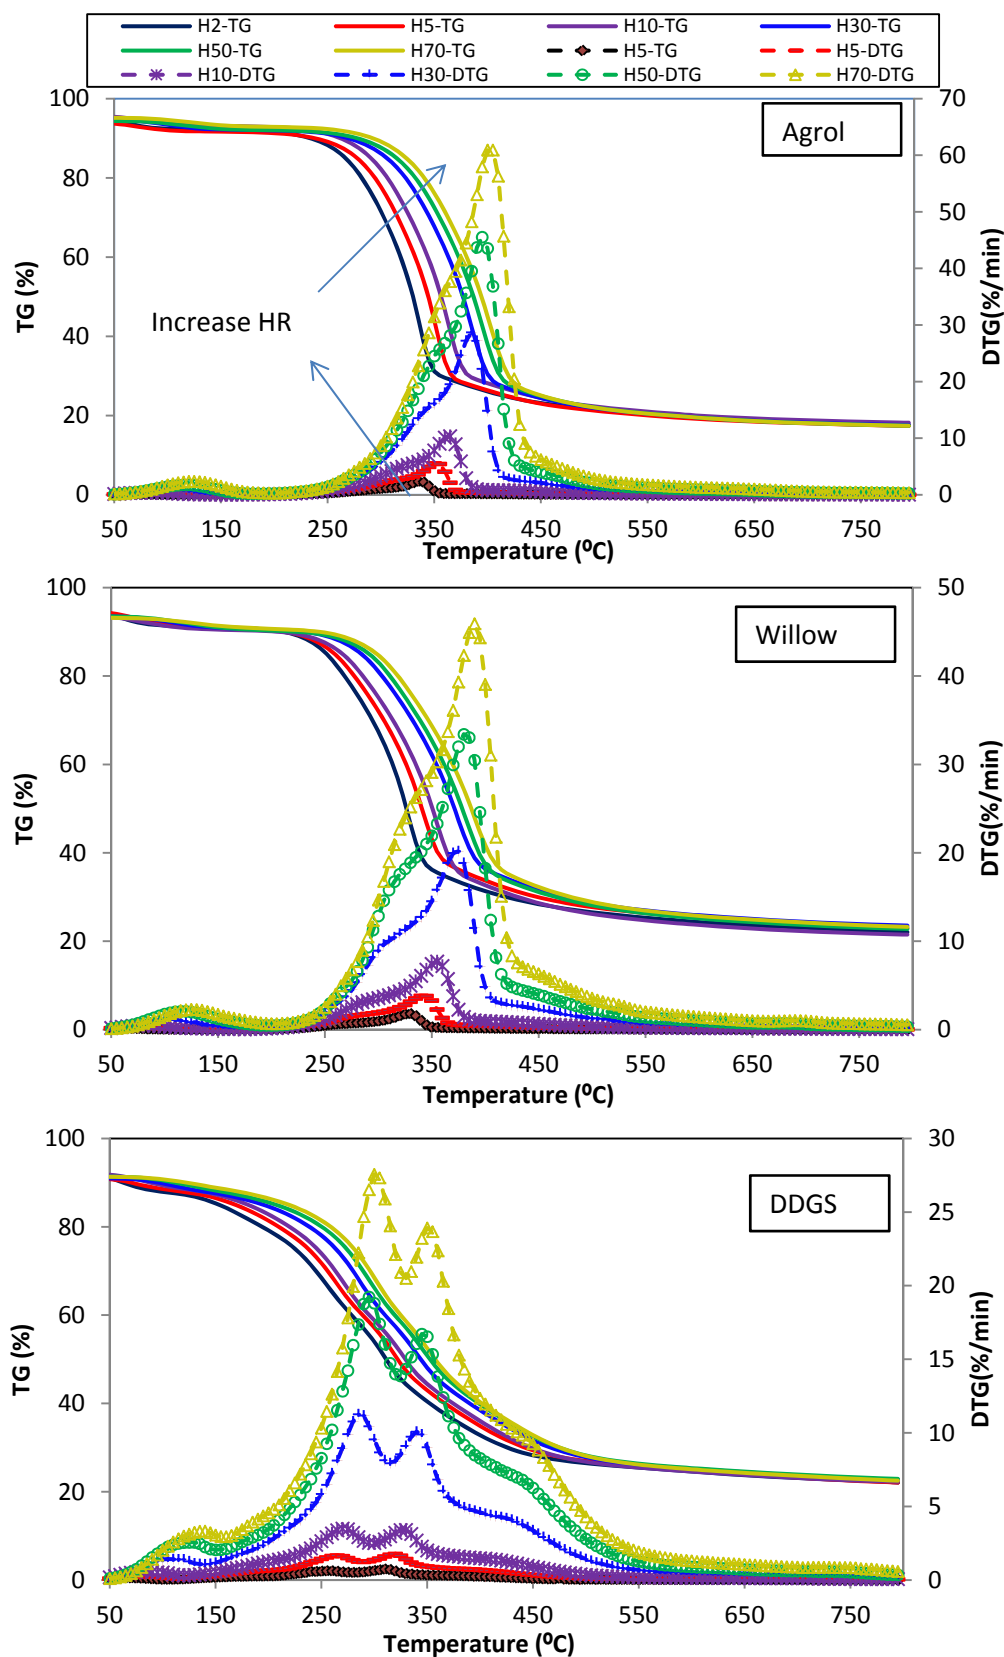 H2-TG H5-TG H10-TG H30-TG
H50-TG H70-TG H5-TG H5-DTG
H10-DTG H30-DTG H50-DTG H70-DTG
100 70
Agrol
80 60
50
60 40
TG (%) DTG(%/min)
Increase HR
40 30
20
20 10
0 0
50 150 250 350 450 550 650 750
Temperature (⁰C)
100 50
Willow
80 40
60 30
TG (%) DTG(%/min)
40 20
20 10
0 0
50 150 250 350 450 550 650 750
Temperature (⁰C)
100 30
DDGS
80 25
20
60
TG (%) DTG(%/min)
15
40
10
20 5
0 0
50 150 250 350 450 550 650 750
Temperature (⁰C)